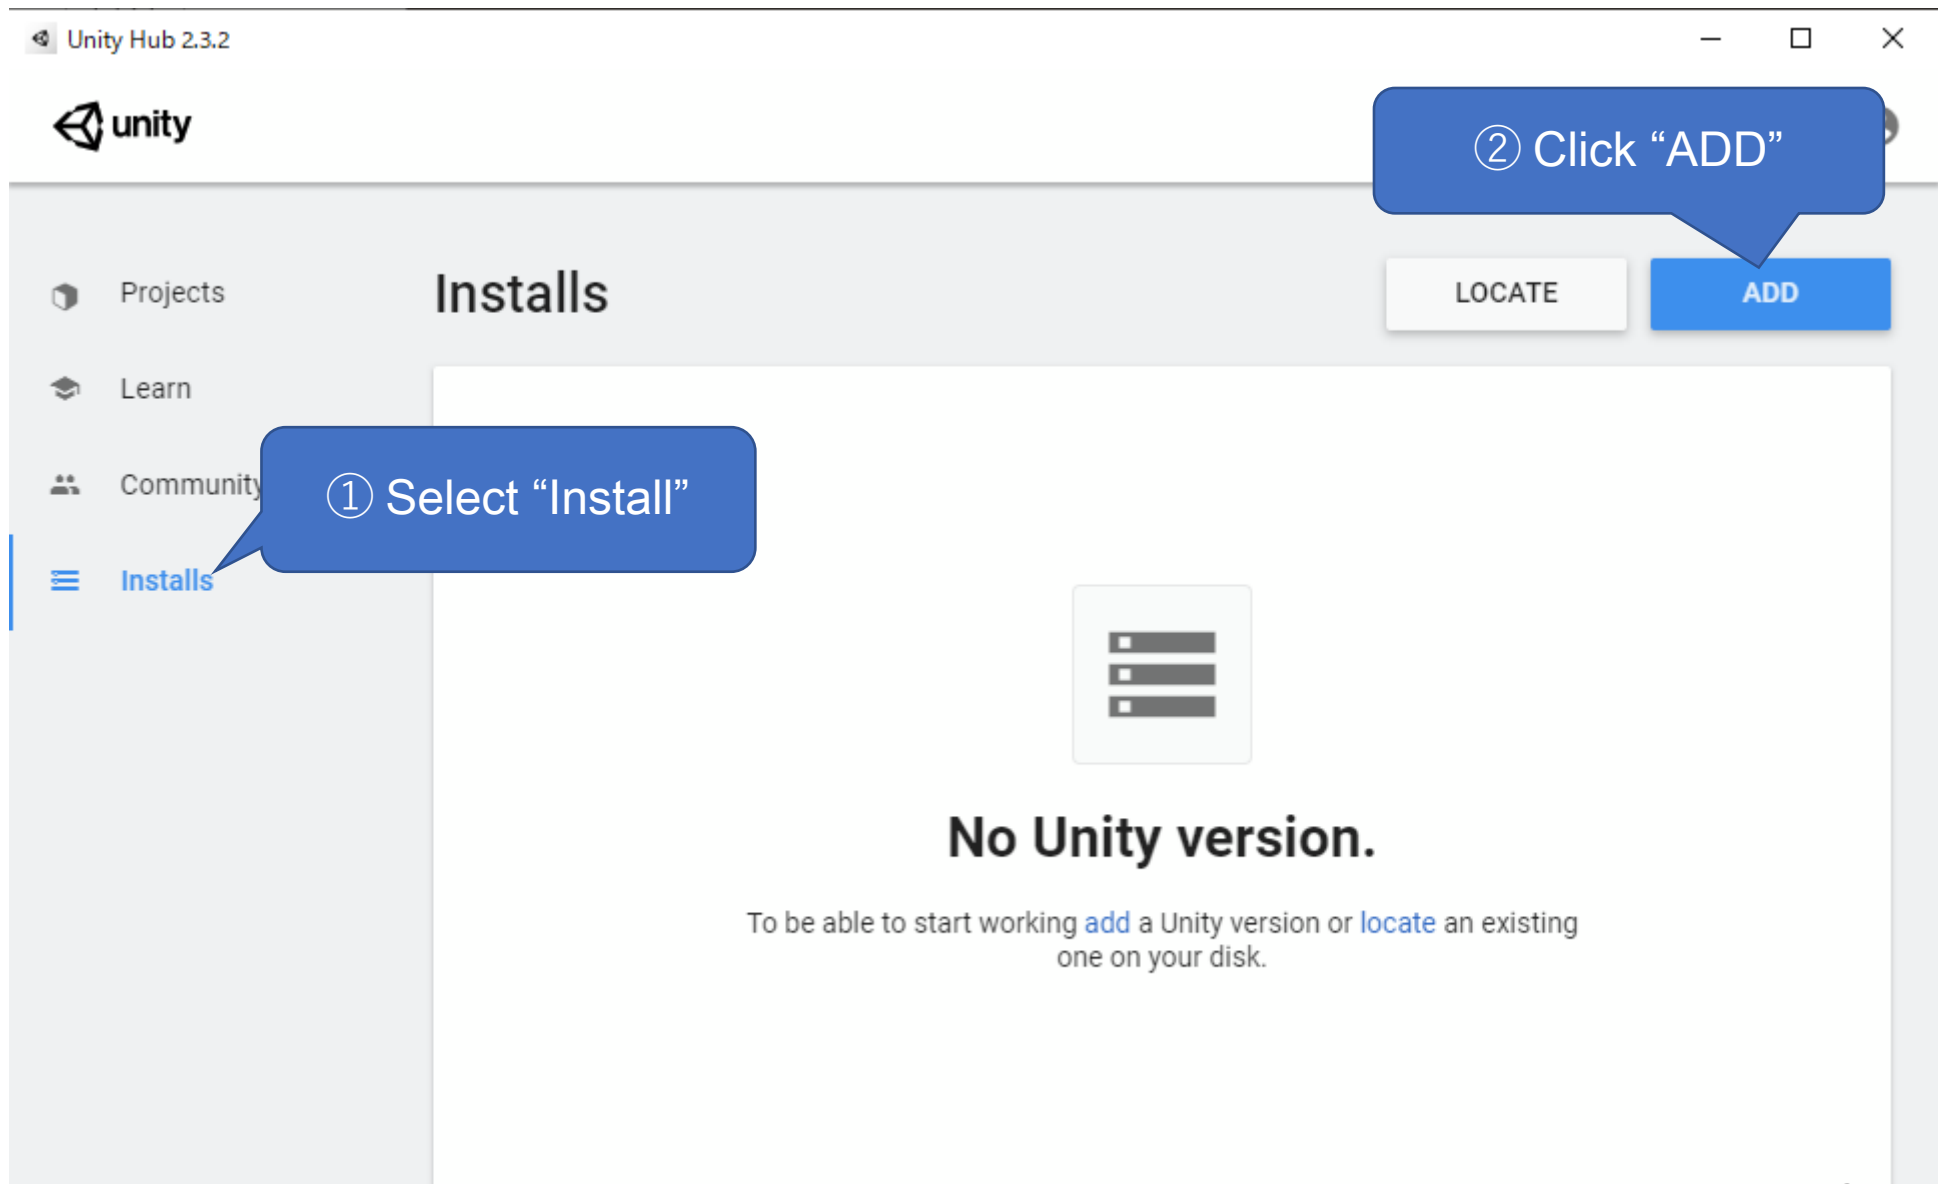 Unity Hub 2.3.2
unity
② Click “ADD”
Projects
Installs
LOCATE
ADD
Learn
Community
① Select “Install”
Installs
No Unity version.
To be able to start working add a Unity version or locate an existing
one on your disk.